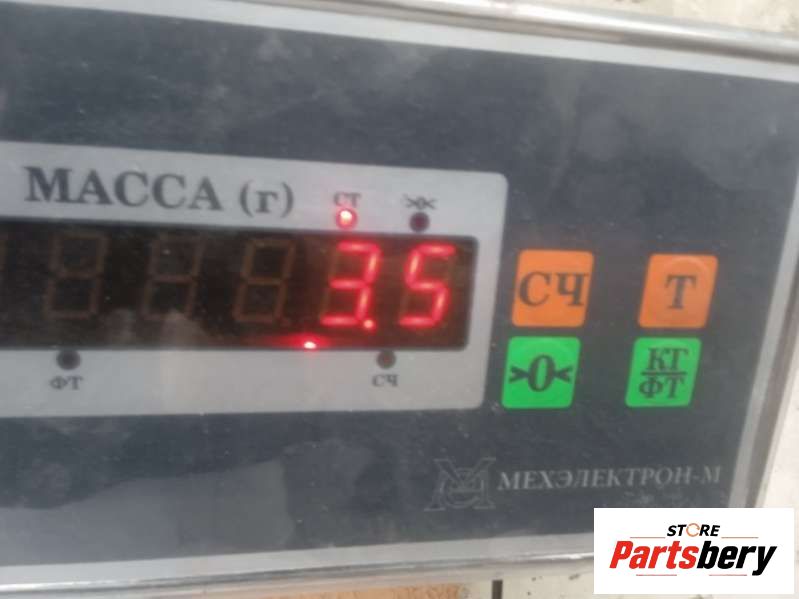 МАССА (г)
СТ
>х<
3.5
ФТ
СЧ
СЧ
Т
>0<
КГ
ФТ
МЕХЭЛЕКТРОН-М
STORE
Partsbery